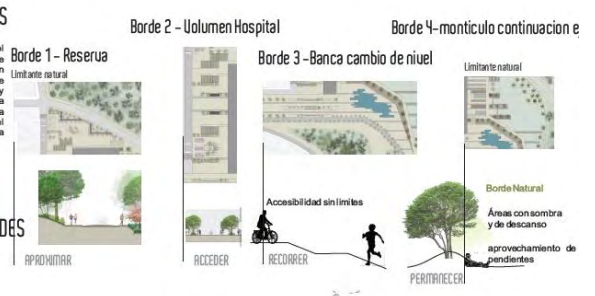 S
Borde 2 - Volumen Hospital
Borde 4-monticulo continuacion e
Borde 1 - Reserva
Borde 3 -Banca cambio de nivel
Limitante natural
Limitante natural
Accesibilidad sin limites
Borde Natural
Áreas con sombra
y de descanso
aprovechamiento de
pendientes
DES
APROXIMAR
ACCEDER
RECORRER
PERMANECER